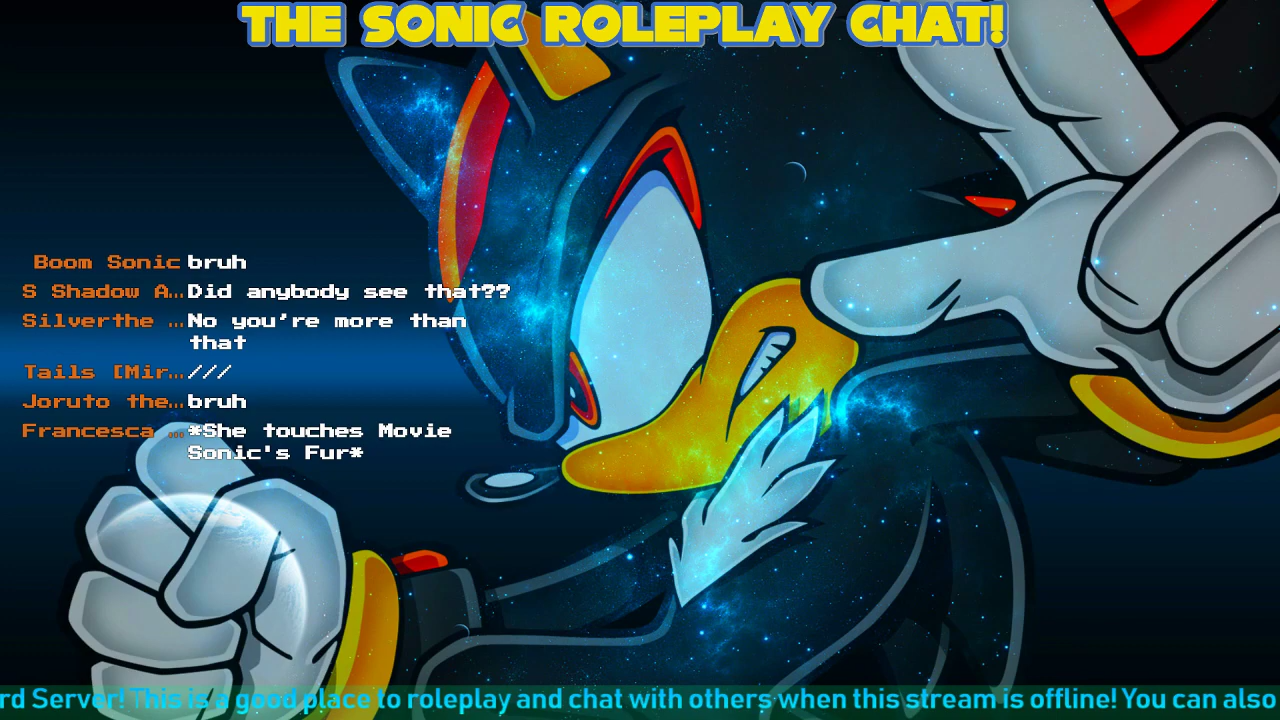 THE SONIC ROLEPLAY CHAT!
Boom Sonic bruh
S Shadow A... Did anybody see that??
Silverthe ... No you're more than
that
Tails [Mir... ///
Joruto the... bruh
Francesca ... *She touches Movie
Sonic's Fur*
rd Server! This is a good place to roleplay and chat with others when this stream is offline! You can also